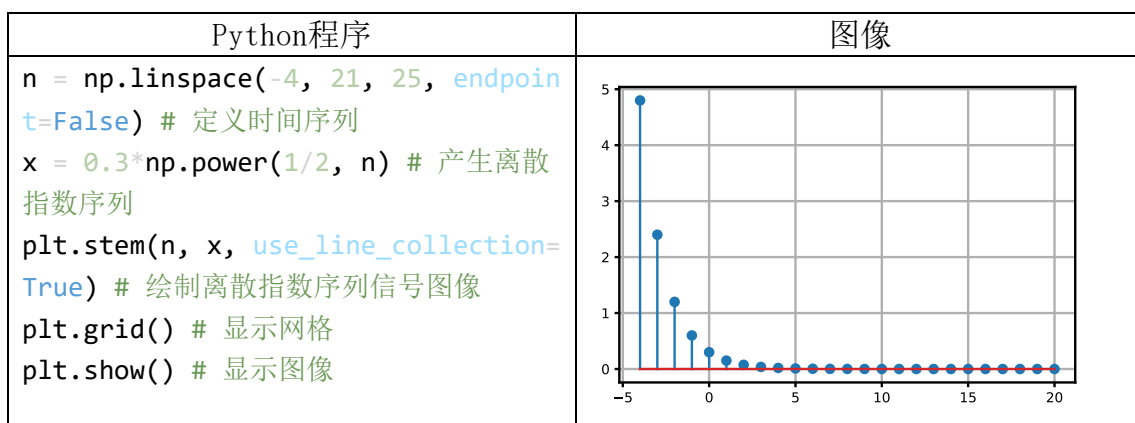 Python程序
图像
n = np.linspace(-4, 21, 25, endpoin
t=False) # 定义时间序列
x = 0.3*np.power(1/2, n) # 产生离散
指数序列
plt.stem(n, x, use_line_collection=
True) # 绘制离散指数序列信号图像
plt.grid() # 显示网格
plt.show() # 显示图像
5
4
3
2
1
0
−5 0 5 10 15 20